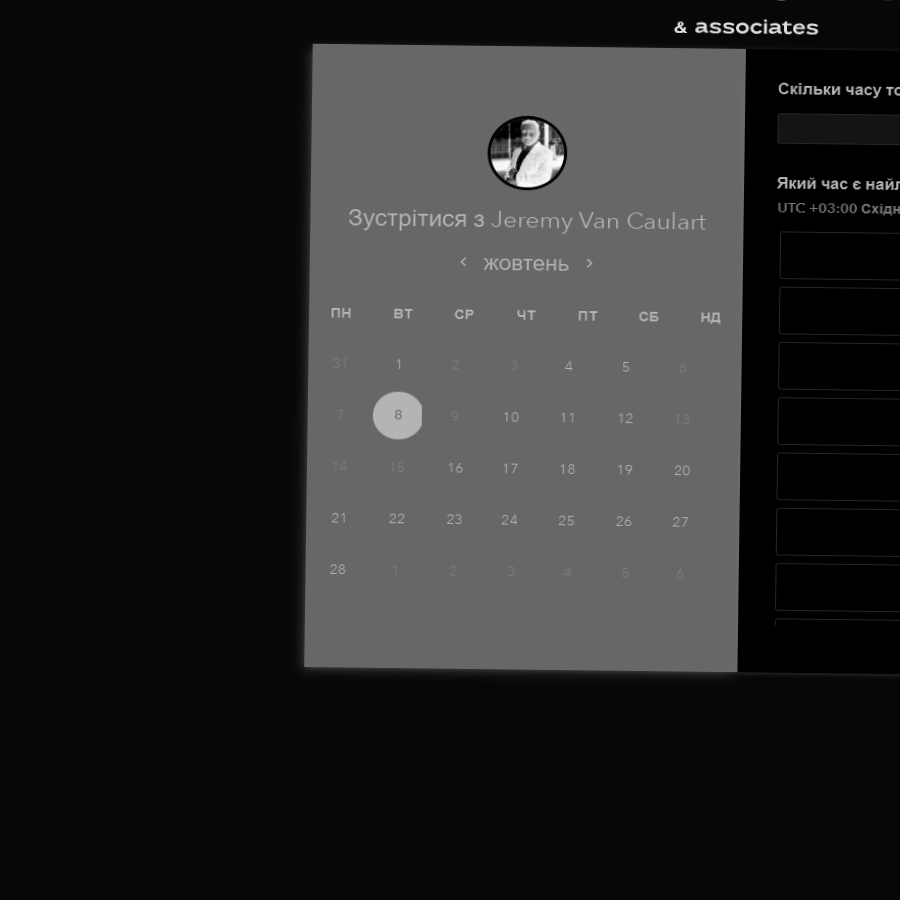 & associates
Скільки часу то
Який час є найл
UTC +03:00 Східн
Зустрітися з Jeremy Van Caulart
< жовтень >
ПН ВТ СР ЧТ ПТ СБ НД
31 1 2 3 4 5 6
7 8 9 10 11 12 13
14 15 16 17 18 19 20
21 22 23 24 25 26 27
28 1 2 3 4 5 6